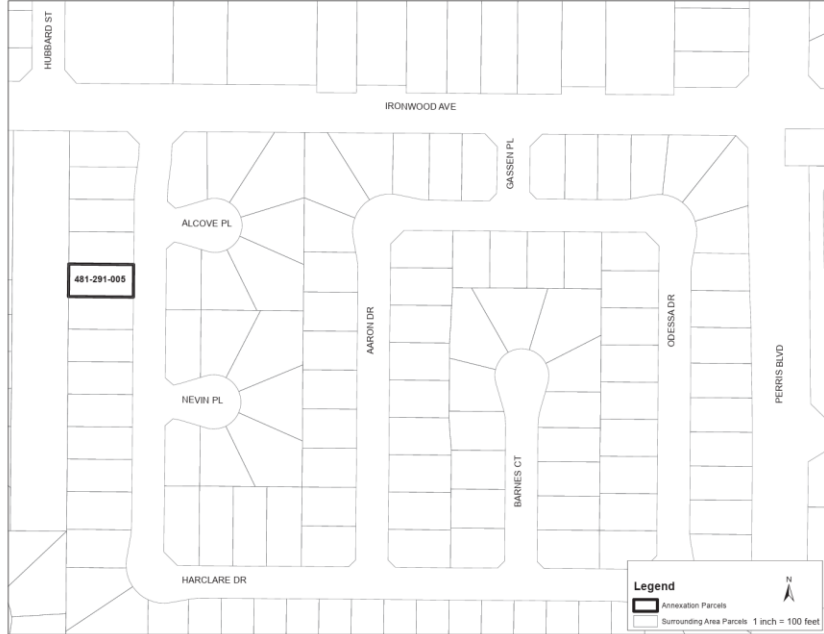 HUBBARD ST
IRONWOOD AVE
GASSEN PL
ALCOVE PL
481-291-005
AARON DR
ODESSA DR
PERRIS BLVD
NEVIN PL
BARNES CT
HARCLARE DR
Legend
N
Annexation Parcels
Surrounding Area Parcels 1 inch = 100 feet